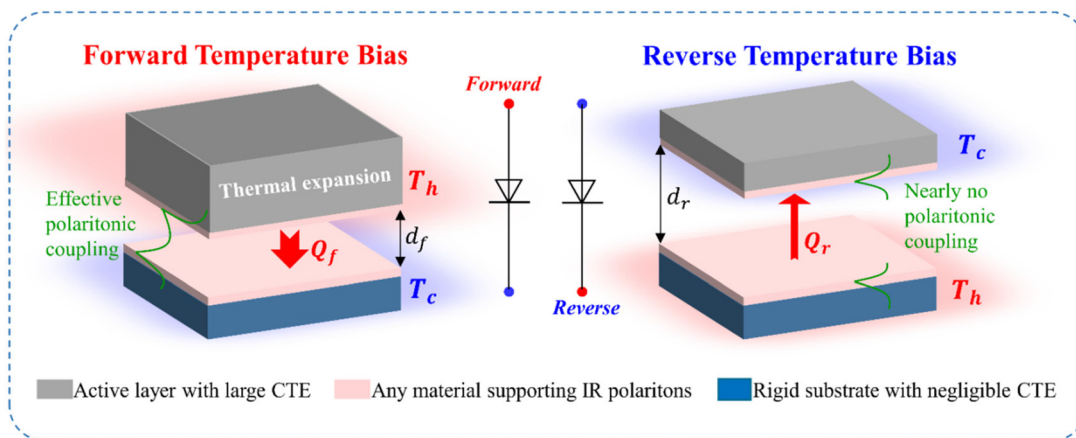 Forward Temperature Bias
Reverse Temperature Bias
Forward
Thermal expansion
T_h
T_c
Effective
polaritonic
coupling
Q_f
d_f
T_c
d_r
Nearly no
polaritonic
coupling
Q_r
T_h
Reverse
Active layer with large CTE
Any material supporting IR polaritons
Rigid substrate with negligible CTE